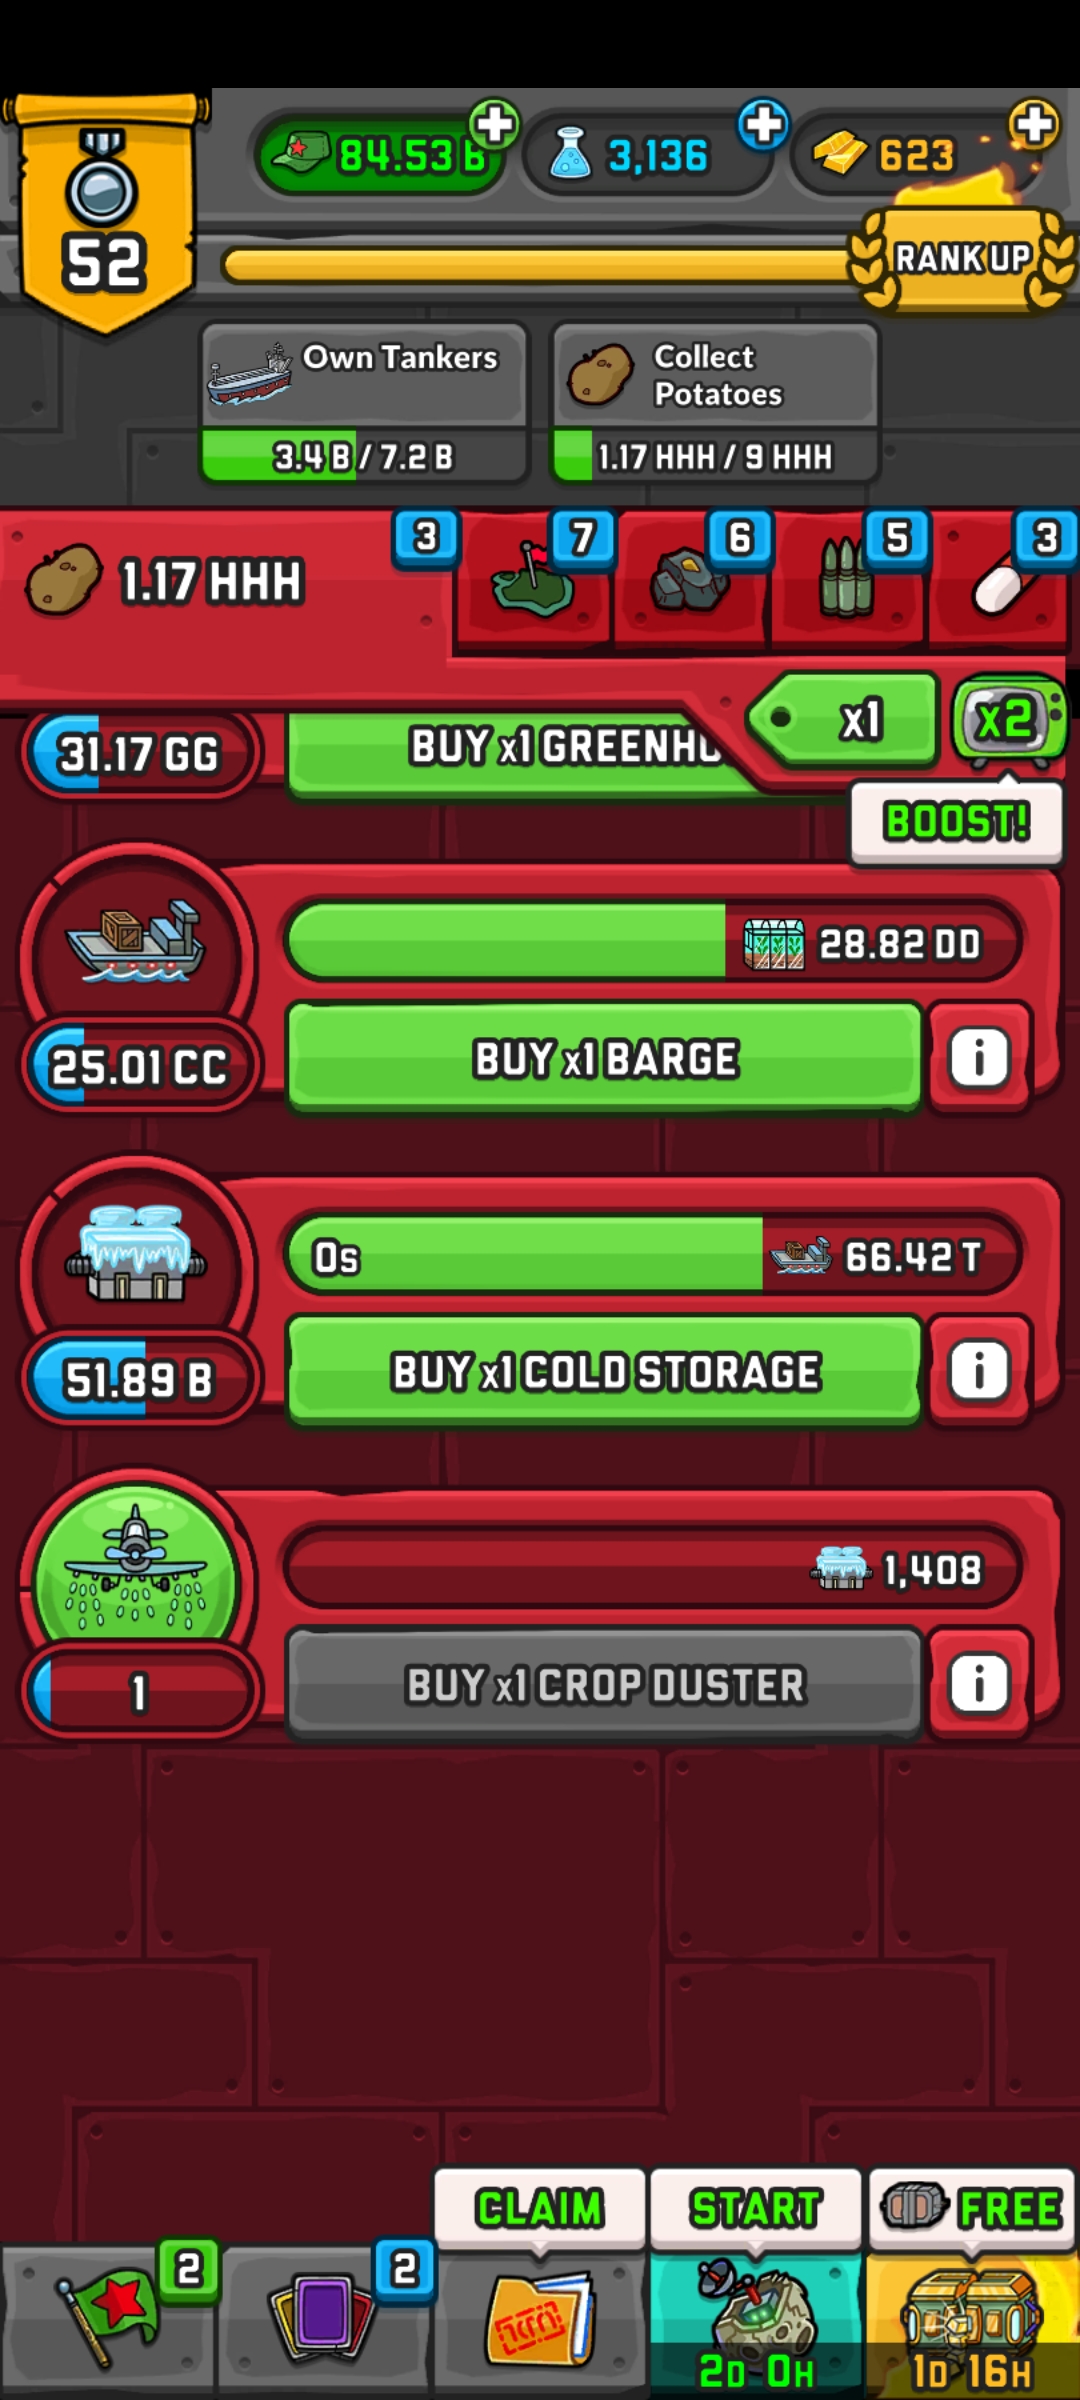 84.53 B
3,136
623
52
RANK UP
Own Tankers
3.4 B / 7.2 B
Collect
Potatoes
1.17 HHH / 9 HHH
1.17 HHH
3
7
6
5
3
x1
x2
BOOST!
31.17 GG
BUY x1
28.82 DD
25.01 CC
BUY x1 BARGE
i
0s
66.42 T
51.89 B
BUY x1 COLD STORAGE
i
1,408
1
BUY x1 CROP DUSTER
i
CLAIM
START
FREE
2
2
2D 0H
1D 16H